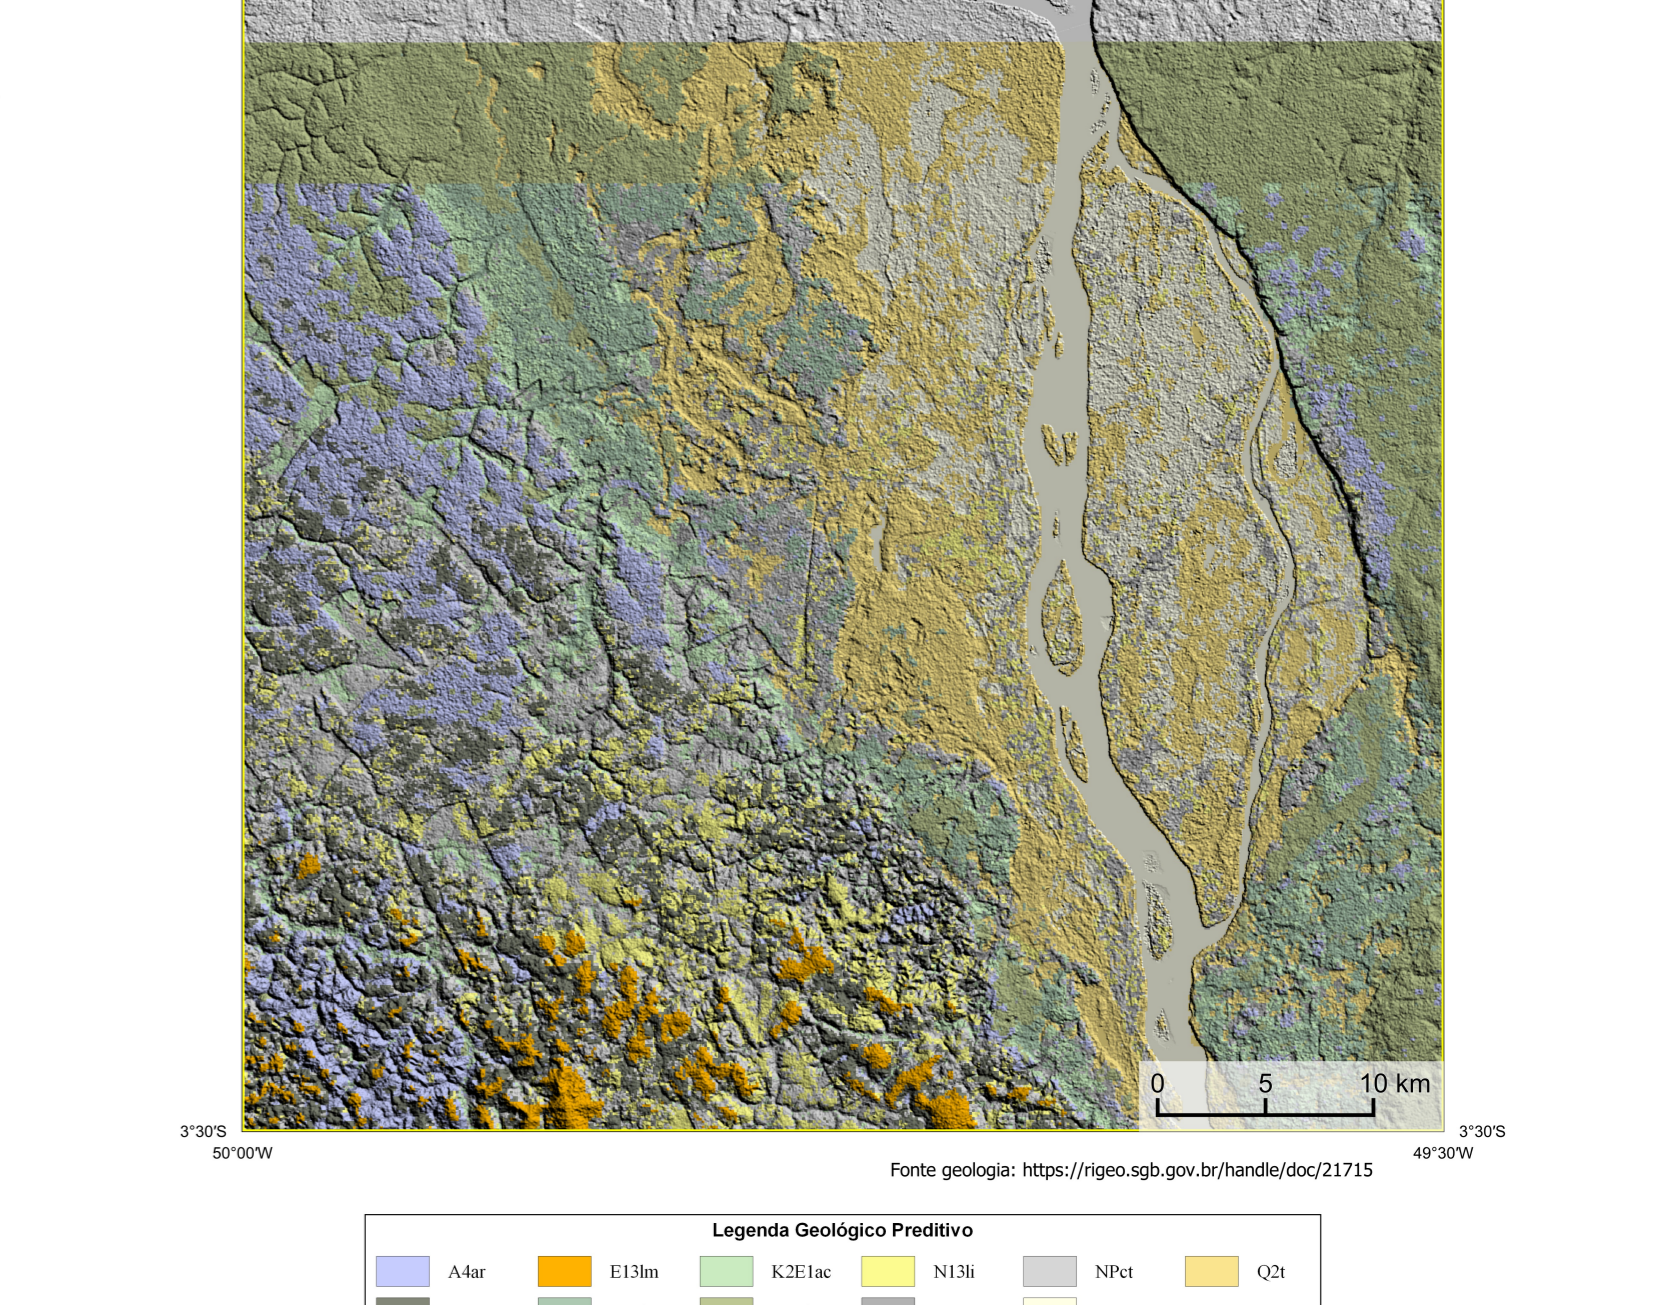 0 5 10 km
3°30'S 3°30'S
50°00'W 49°30'W
Fonte geologia: https://rigeo.sgb.gov.br/handle/doc/21715
Legenda Geológico Preditivo
A4ar E13lm K2E1ac N13li NPct Q2t